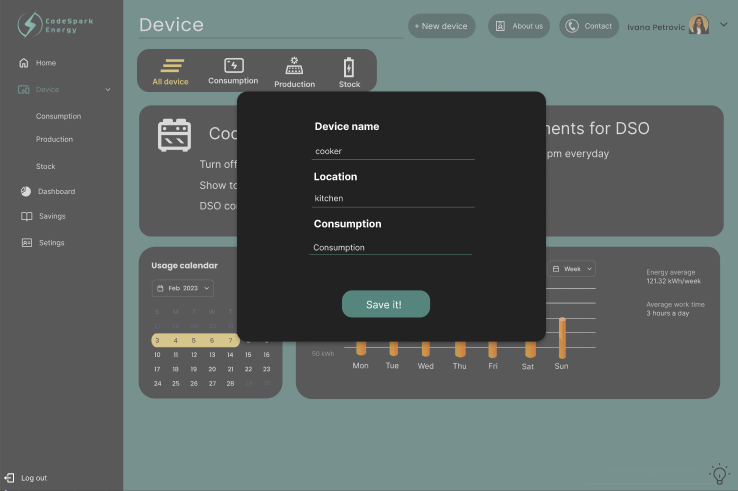 CodeSpark
Energy
Device
+ New device
About us
Contact
Ivana Petrovic
Home
Device
Consumption
Production
Stock
Dashboard
Savings
Setings
Log out
All device
Consumption
Production
Stock
Coo
Turn off
Show to
DSO co
ments for DSO
pm everyday
Device name
cooker
Location
kitchen
Consumption
Consumption
Save it!
Usage calendar
Feb 2023
S M T W T
3 4 5 6 7 8 9
10 11 12 13 14 15 16
17 18 19 20 21 22 23
24 25 26 27 28
Week
Energy average
121.32 kWh/week
Average work time
3 hours a day
50 kWh
Mon Tue Wed Thu Fri Sat Sun